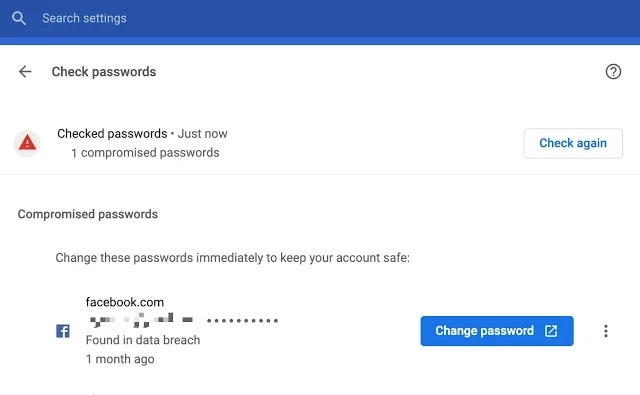 Search settings
Check passwords
Checked passwords • Just now
1 compromised passwords
Check again
Compromised passwords
Change these passwords immediately to keep your account safe:
facebook.com
••••••••••
Found in data breach
1 month ago
Change password